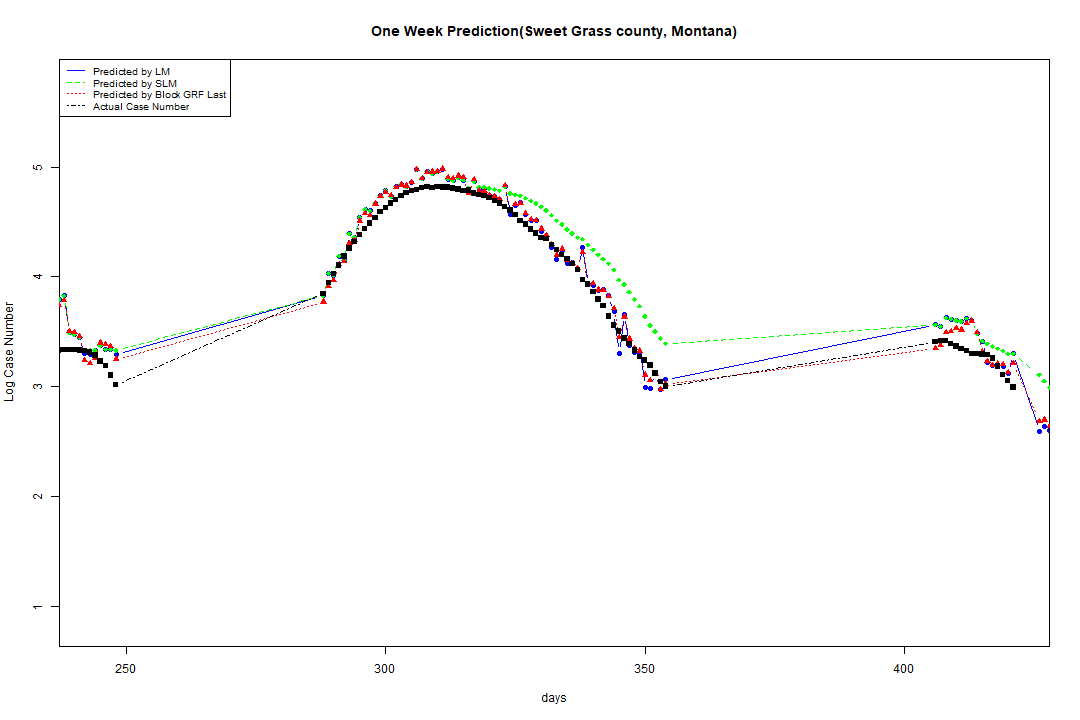 One Week Prediction(Sweet Grass county, Montana)
Predicted by LM
Predicted by SLM
Predicted by Block GRF Last
Actual Case Number
5
4
3
2
1
Log Case Number
250 300 350 400
days